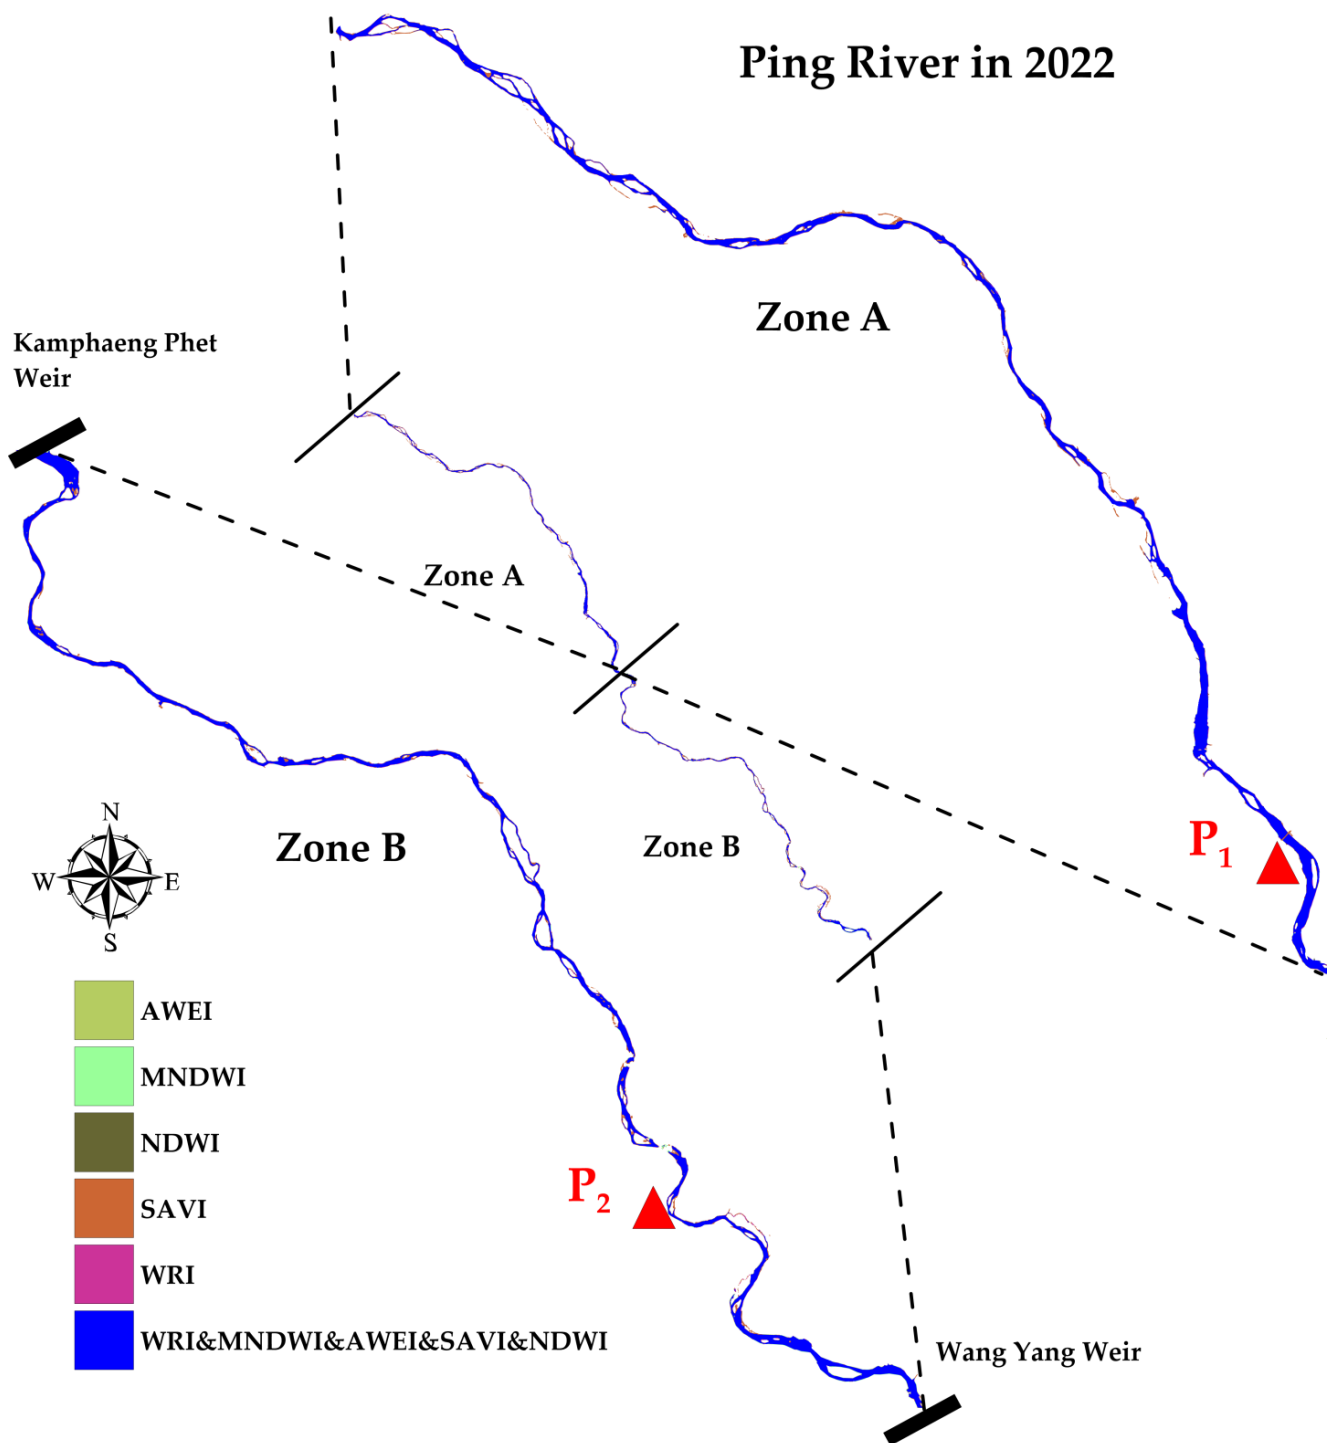 Ping River in 2022
Zone A
Kamphaeng Phet
Weir
Zone A
Zone B
Zone B
P1
N
W
E
S
AWEI
MNDWI
NDWI
SAVI
WRI
WRI&MNDWI&AWEI&SAVI&NDWI
P2
Wang Yang Weir